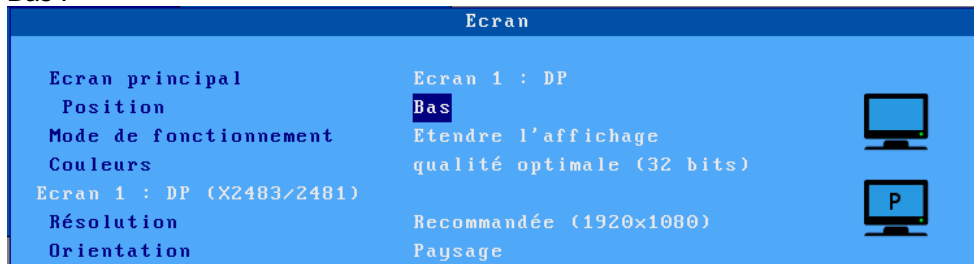 Ecran
Ecran principal Ecran 1 : DP
Position Bas
Mode de fonctionnement Etendre l'affichage
Couleurs qualité optimale (32 bits)
Ecran 1 : DP (X2483/2481)
Résolution Recommandée (1920x1080)
P
Orientation Paysage